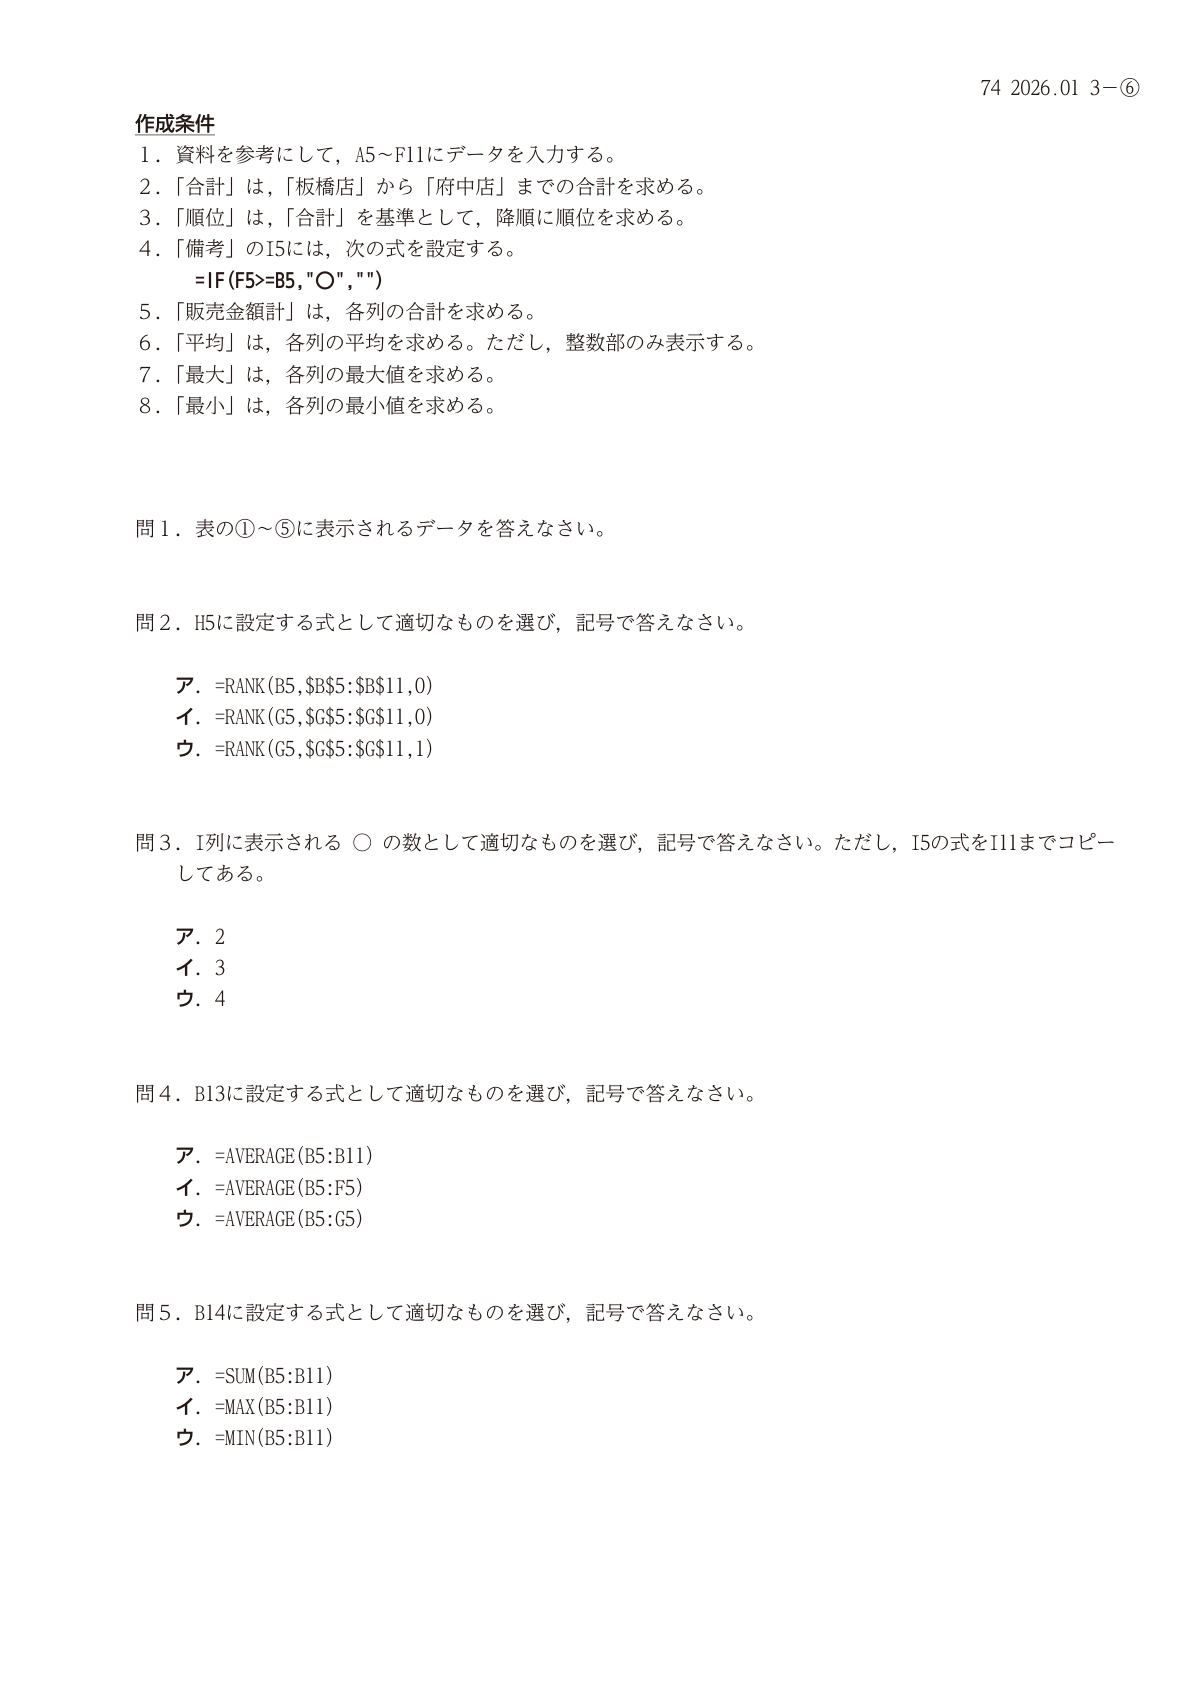 74 2026.01 3－⑥
作成条件
１．資料を参考にして，A5～F11にデータを入力する。
２．「合計」は，「板橋店」から「府中店」までの合計を求める。
３．「順位」は，「合計」を基準として，降順に順位を求める。
４．「備考」のI5には，次の式を設定する。
=IF(F5>=B5,"○","")
５．「販売金額計」は，各列の合計を求める。
６．「平均」は，各列の平均を求める。ただし，整数部のみ表示する。
７．「最大」は，各列の最大値を求める。
８．「最小」は，各列の最小値を求める。
問１．表の①～⑤に表示されるデータを答えなさい。
問２．H5に設定する式として適切なものを選び，記号で答えなさい。
ア．=RANK(B5,$B$5:$B$11,0)
イ．=RANK(G5,$G$5:$G$11,0)
ウ．=RANK(G5,$G$5:$G$11,1)
問３．I列に表示される ○ の数として適切なものを選び，記号で答えなさい。ただし，I5の式をI11までコピー
してある。
ア．2
イ．3
ウ．4
問４．B13に設定する式として適切なものを選び，記号で答えなさい。
ア．=AVERAGE(B5:B11)
イ．=AVERAGE(B5:F5)
ウ．=AVERAGE(B5:G5)
問５．B14に設定する式として適切なものを選び，記号で答えなさい。
ア．=SUM(B5:B11)
イ．=MAX(B5:B11)
ウ．=MIN(B5:B11)